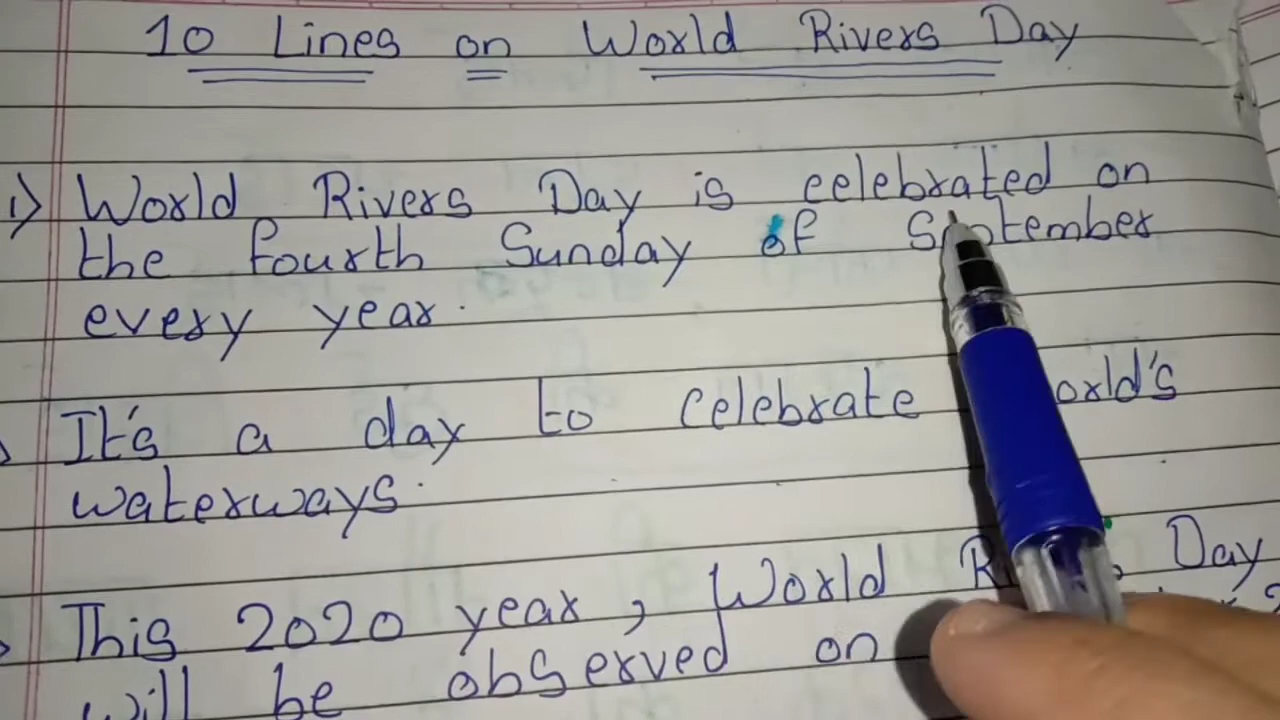 10 Lines on World Rivers Day
1) World Rivers Day is celebrated on
the fourth Sunday of September
every year.
It's a day to celebrate world's
waterways.
This 2020 year, World Rivers Day
will be observed on